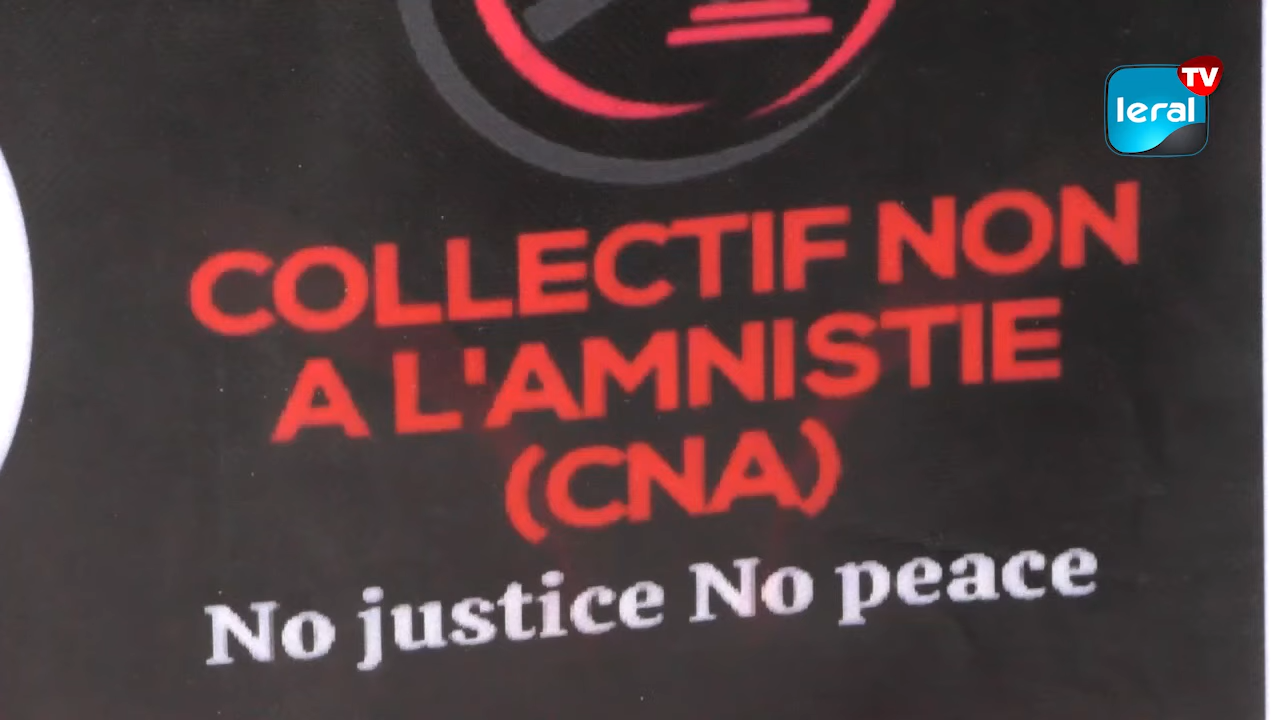 TV
leral
COLLECTIF NON
A L'AMNISTIE
(CNA)
No justice No peace